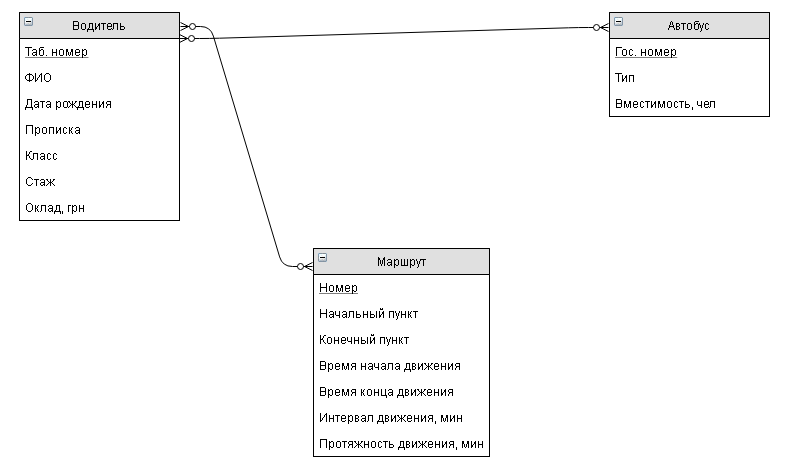 Водитель
Таб. номер
ФИО
Дата рождения
Прописка
Класс
Стаж
Оклад, грн
Автобус
Гос. номер
Тип
Вместимость, чел
Маршрут
Номер
Начальный пункт
Конечный пункт
Время начала движения
Время конца движения
Интервал движения, мин
Протяжность движения, мин